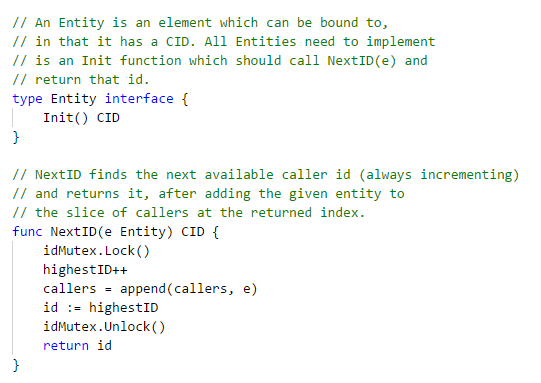 // An Entity is an element which can be bound to,
// in that it has a CID. All Entities need to implement
// is an Init function which should call NextID(e) and
// return that id.
type Entity interface {
    Init() CID
}

// NextID finds the next available caller id (always incrementing)
// and returns it, after adding the given entity to
// the slice of callers at the returned index.
func NextID(e Entity) CID {
    idMutex.Lock()
    highestID++
    callers = append(callers, e)
    id := highestID
    idMutex.Unlock()
    return id
}